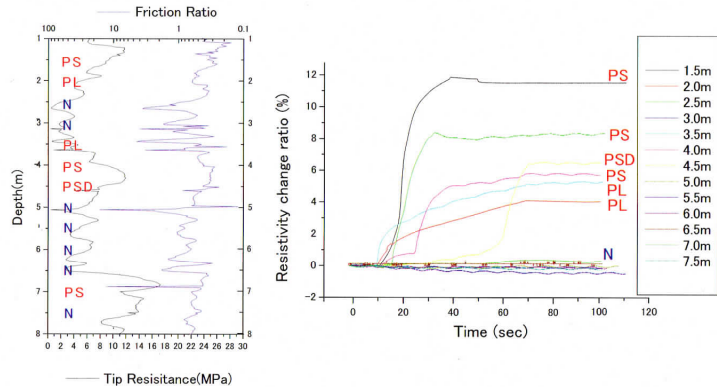 Friction Ratio
100 10 1 0.1
1 1
PS
2 PL 2
N
3 N 3
PL
4 PS 4
PSD
5 N 5
N
6 N 6
N
7 PS 7
N
8 8
0 2 4 6 8 10 12 14 16 18 20 22 24 26 28 30
Depth(m)
Tip Resisitance(MPa)
12
10
8
6
4
2
0
-2
Resistivity change ratio (%)
PS
PS
PSD
PS
PL
PL
N
0 20 40 60 80 100 120
Time (sec)
1.5m
2.0m
2.5m
3.0m
3.5m
4.0m
4.5m
5.0m
5.5m
6.0m
6.5m
7.0m
7.5m